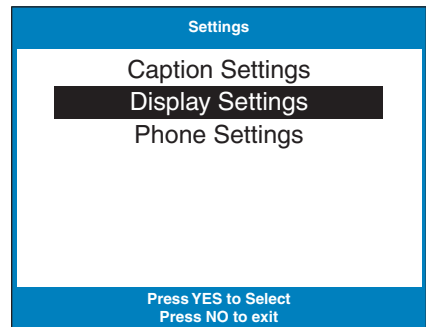 Settings
Caption Settings
Display Settings
Phone Settings
Press YES to Select
Press NO to exit